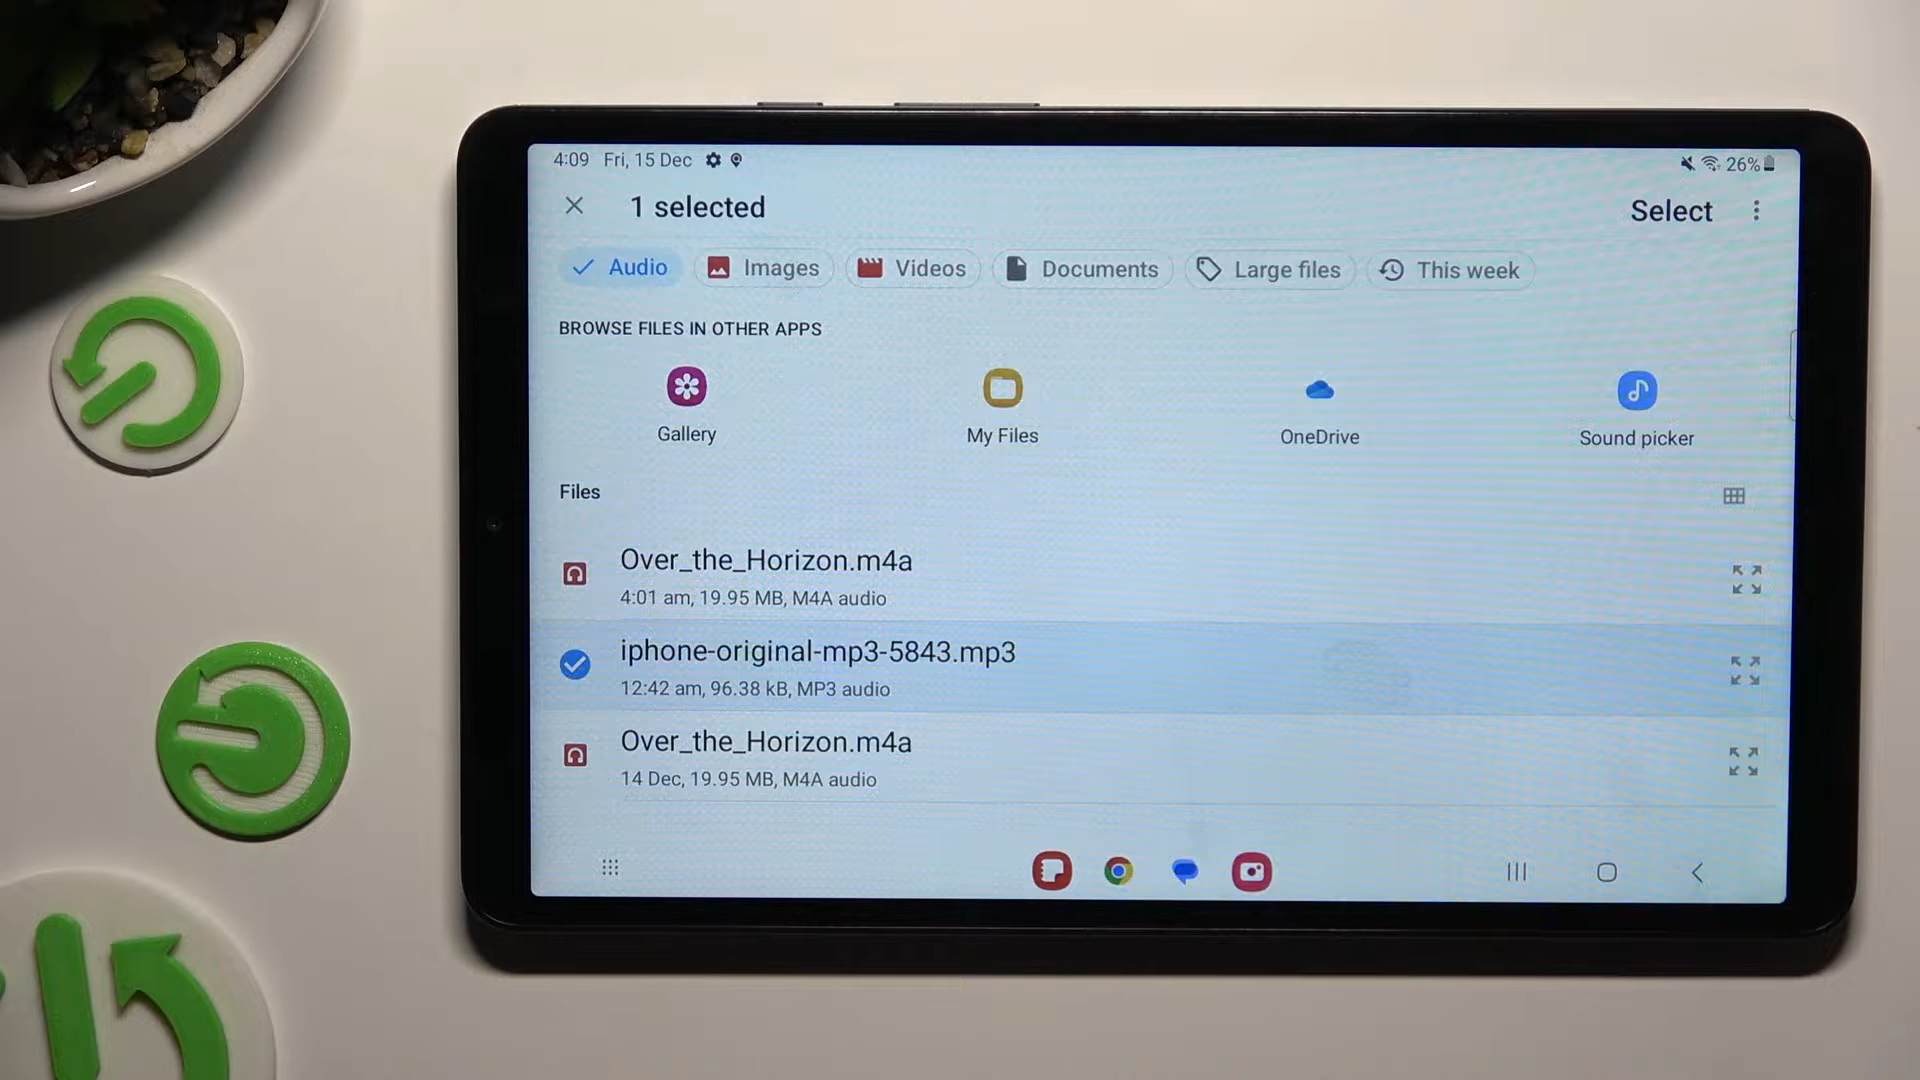 4:09 Fri, 15 Dec 26%
1 selected Select
Audio Images Videos Documents Large files This week
BROWSE FILES IN OTHER APPS
Gallery My Files OneDrive Sound picker
Files
Over_the_Horizon.m4a
4:01 am, 19.95 MB, M4A audio
iphone-original-mp3-5843.mp3
12:42 am, 96.38 kB, MP3 audio
Over_the_Horizon.m4a
14 Dec, 19.95 MB, M4A audio